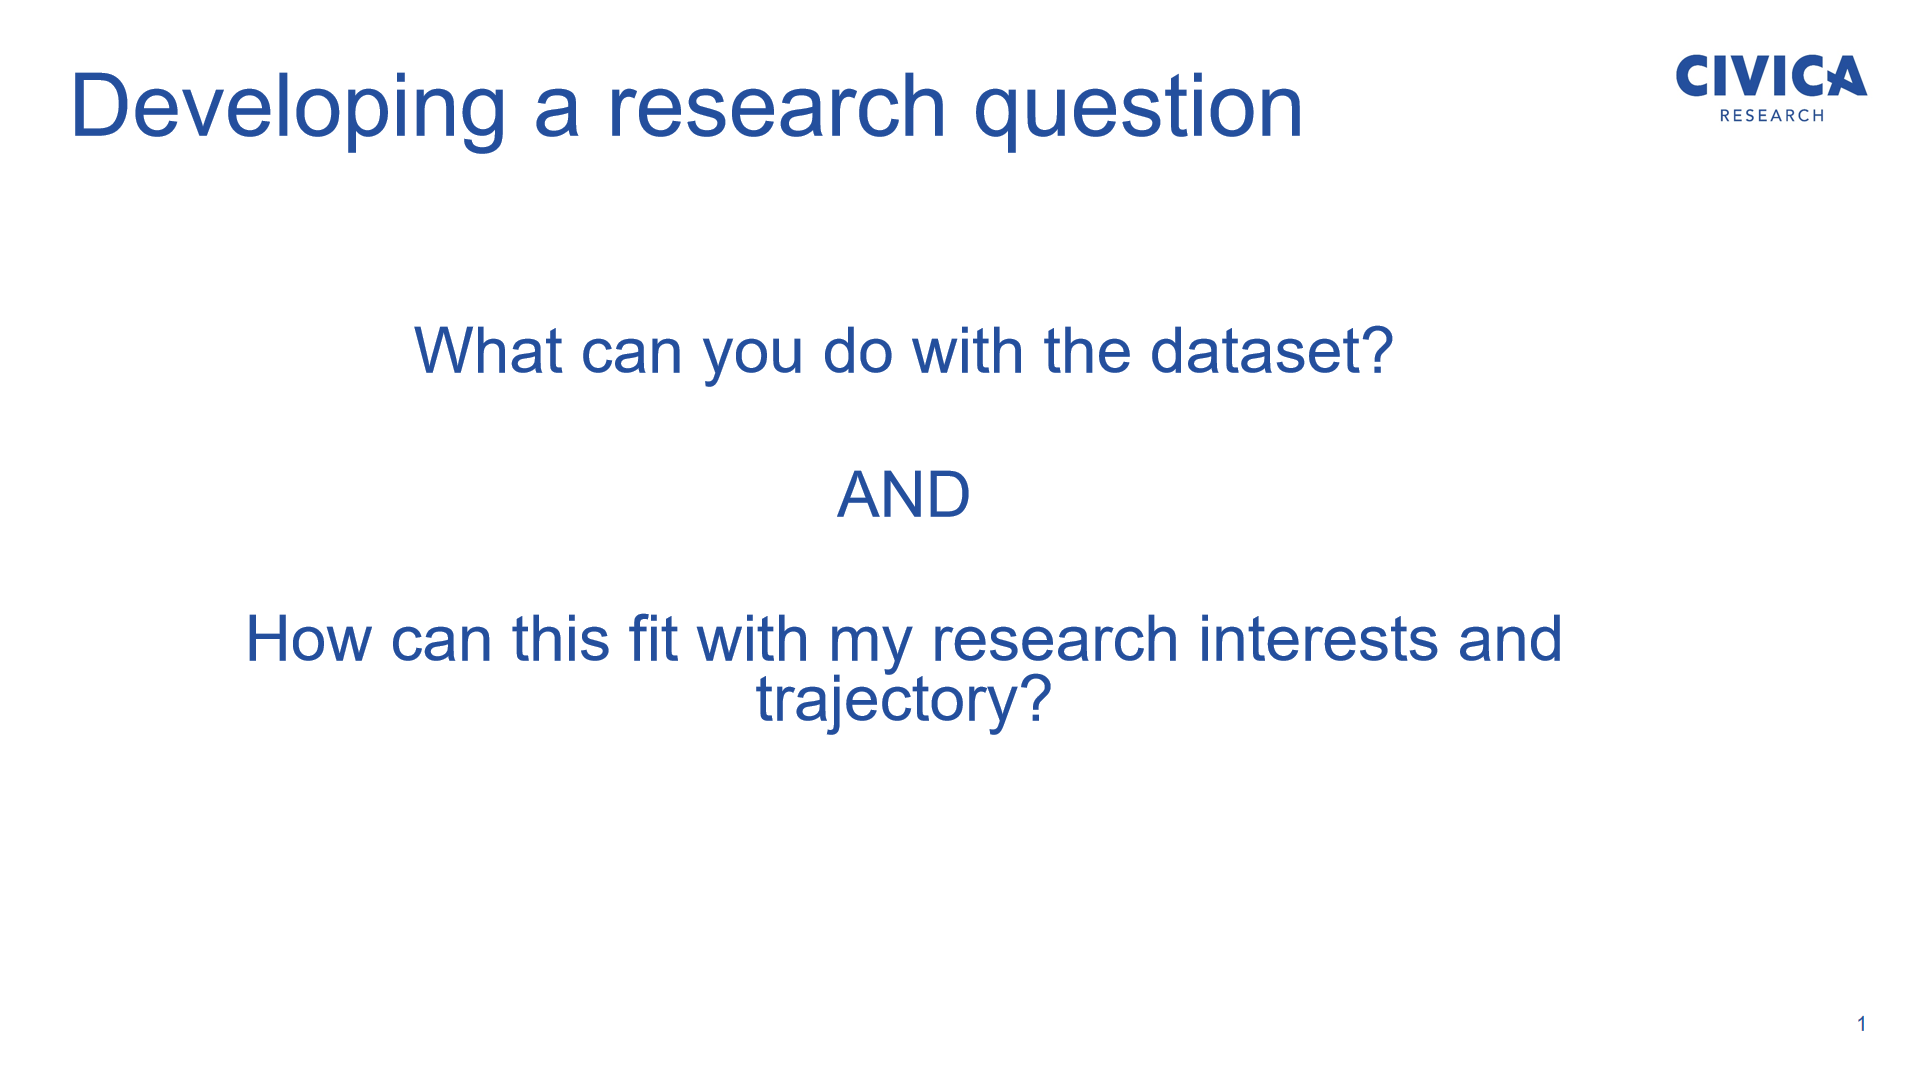 Developing a research question
CIVICA
RESEARCH
What can you do with the dataset?
AND
How can this fit with my research interests and
trajectory?
1